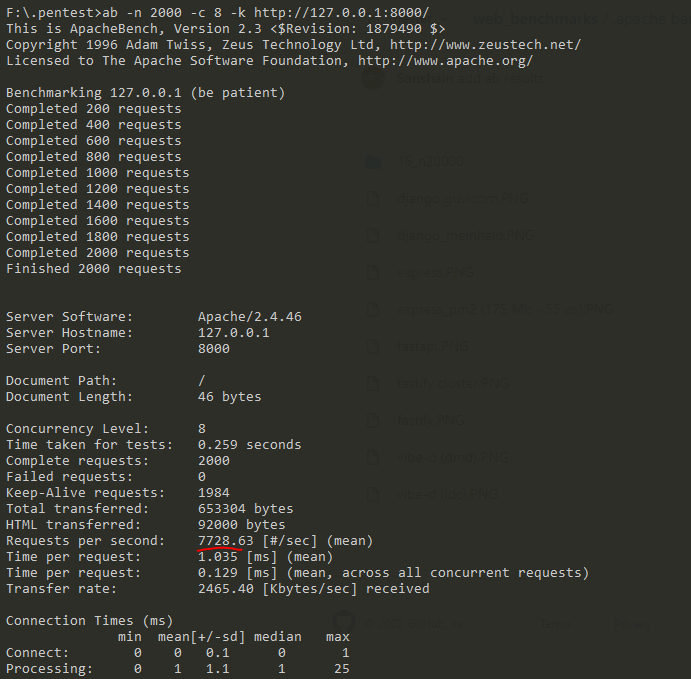 F:\.pentest>ab -n 2000 -c 8 -k http://127.0.0.1:8000/
This is ApacheBench, Version 2.3 <$Revision: 1879490 $>
Copyright 1996 Adam Twiss, Zeus Technology Ltd, http://www.zeustech.net/
Licensed to The Apache Software Foundation, http://www.apache.org/

Benchmarking 127.0.0.1 (be patient)
Completed 200 requests
Completed 400 requests
Completed 600 requests
Completed 800 requests
Completed 1000 requests
Completed 1200 requests
Completed 1400 requests
Completed 1600 requests
Completed 1800 requests
Completed 2000 requests
Finished 2000 requests

Server Software:        Apache/2.4.46
Server Hostname:        127.0.0.1
Server Port:            8000

Document Path:          /
Document Length:        46 bytes

Concurrency Level:      8
Time taken for tests:   0.259 seconds
Complete requests:      2000
Failed requests:        0
Keep-Alive requests:    1984
Total transferred:      653304 bytes
HTML transferred:       92000 bytes
Requests per second:    7728.63 [#/sec] (mean)
Time per request:       1.035 [ms] (mean)
Time per request:       0.129 [ms] (mean, across all concurrent requests)
Transfer rate:          2465.40 [Kbytes/sec] received

Connection Times (ms)
              min  mean[+/-sd] median   max
Connect:        0    0   0.1      0       1
Processing:     0    1   1.1      1      25